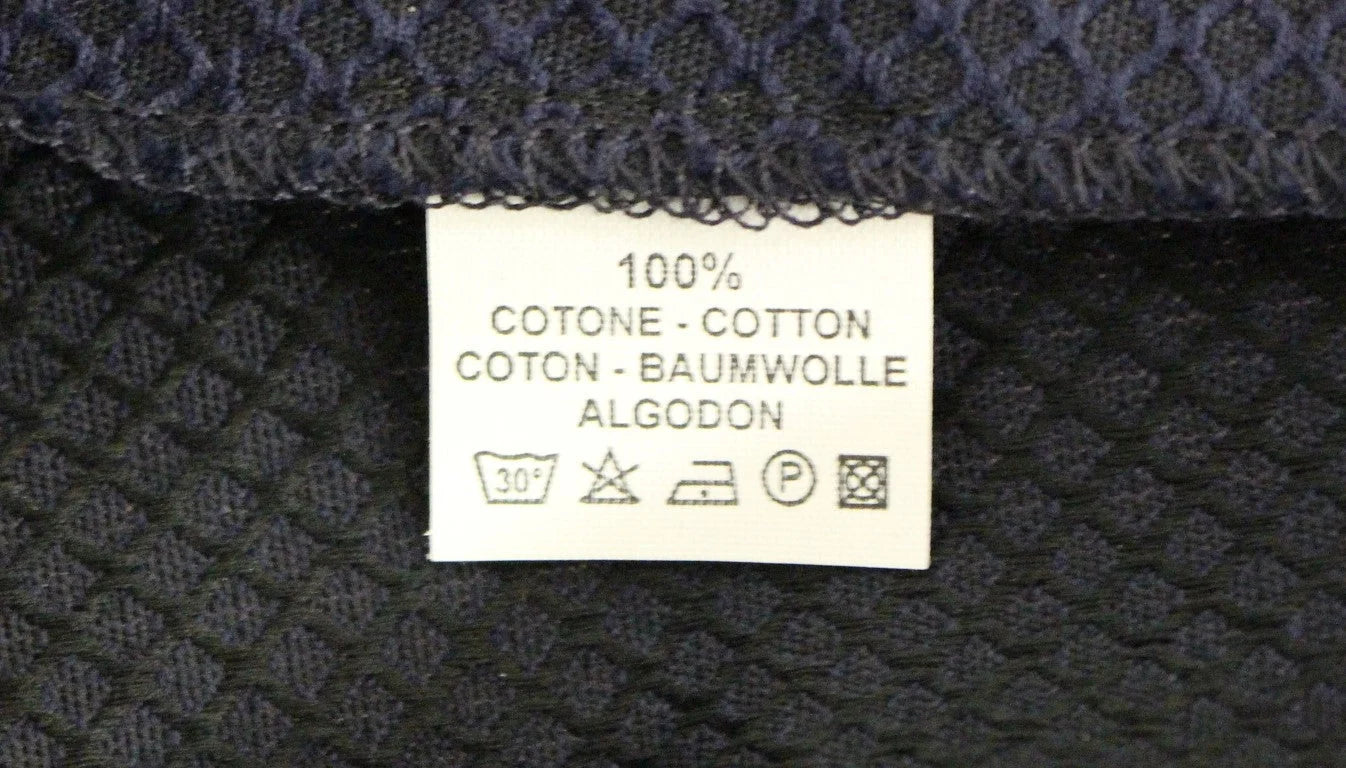 100%
COTONE - COTTON
COTON - BAUMWOLLE
ALGODON
30° P